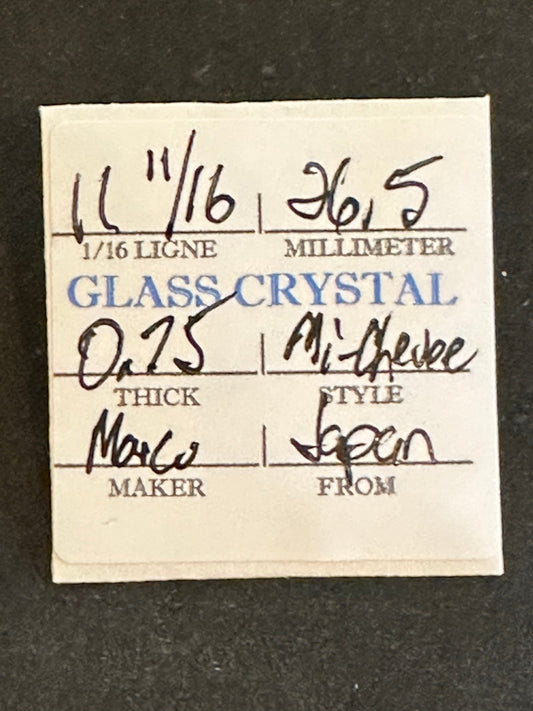 11 11/16 | 26.5
1/16 LIGNE MILLIMETER
GLASS CRYSTAL
0.75 | Mi-Chevee
THICK STYLE
Marco | Japan
MAKER FROM